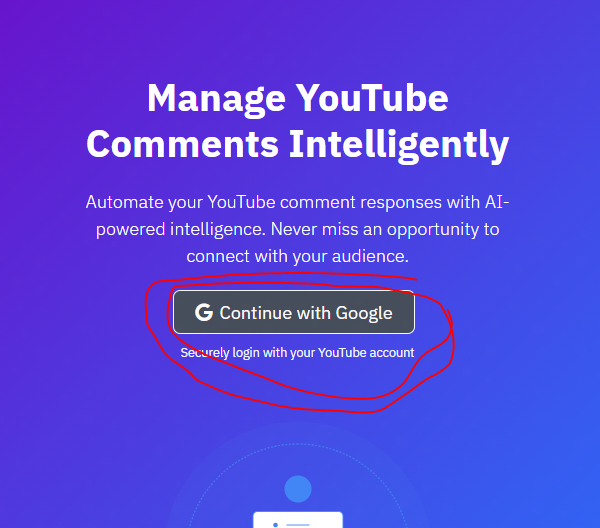 Manage YouTube
Comments Intelligently
Automate your YouTube comment responses with AI-
powered intelligence. Never miss an opportunity to
connect with your audience.
Continue with Google
Securely login with your YouTube account